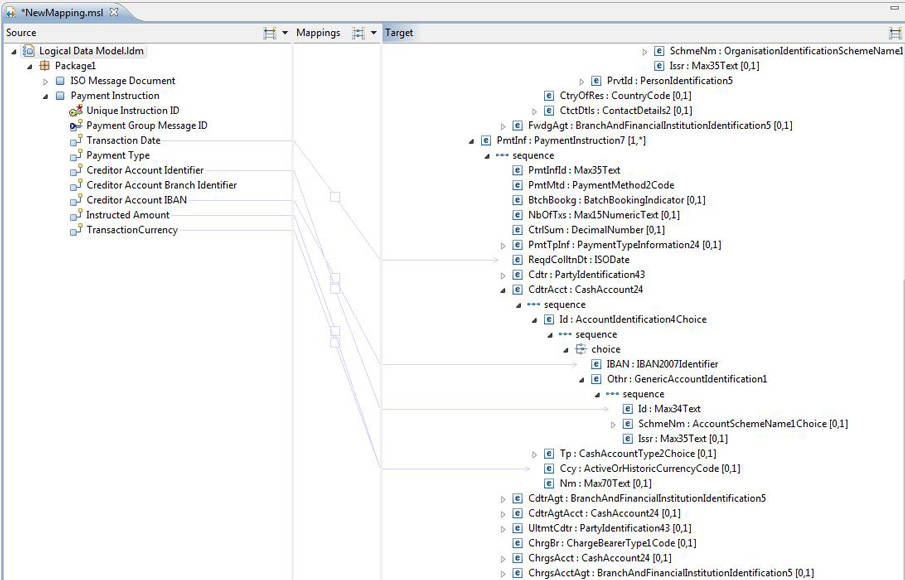 *NewMapping.msl
Source
Mappings
Target
Logical Data Model.ldm
Package1
ISO Message Document
Payment Instruction
Unique Instruction ID
Payment Group Message ID
Transaction Date
Payment Type
Creditor Account Identifier
Creditor Account Branch Identifier
Creditor Account IBAN
Instructed Amount
TransactionCurrency
SchmeNm : OrganisationIdentificationSchemeName1
Issr : Max35Text [0,1]
PrvtId : PersonIdentification5
CtryOfRes : CountryCode [0,1]
CtctDtls : ContactDetails2 [0,1]
FwdgAgt : BranchAndFinancialInstitutionIdentification5 [0,1]
PmtInf : PaymentInstruction7 [1,*]
sequence
PmtInfId : Max35Text
PmtMtd : PaymentMethod2Code
BtchBookg : BatchBookingIndicator [0,1]
NbOfTxs : Max15NumericText [0,1]
CtrlSum : DecimalNumber [0,1]
PmtTpInf : PaymentTypeInformation24 [0,1]
ReqdColltnDt : ISODate
Cdtr : PartyIdentification43
CdtrAcct : CashAccount24
sequence
Id : AccountIdentification4Choice
sequence
choice
IBAN : IBAN2007Identifier
Othr : GenericAccountIdentification1
sequence
Id : Max34Text
SchmeNm : AccountSchemeName1Choice [0,1]
Issr : Max35Text [0,1]
Tp : CashAccountType2Choice [0,1]
Ccy : ActiveOrHistoricCurrencyCode [0,1]
Nm : Max70Text [0,1]
CdtrAgt : BranchAndFinancialInstitutionIdentification5
CdtrAgtAcct : CashAccount24 [0,1]
UltmtCdtr : PartyIdentification43 [0,1]
ChrgBr : ChargeBearerType1Code [0,1]
ChrgsAcct : CashAccount24 [0,1]
ChrgsAcctAgt : BranchAndFinancialInstitutionIdentification5 [0,1]